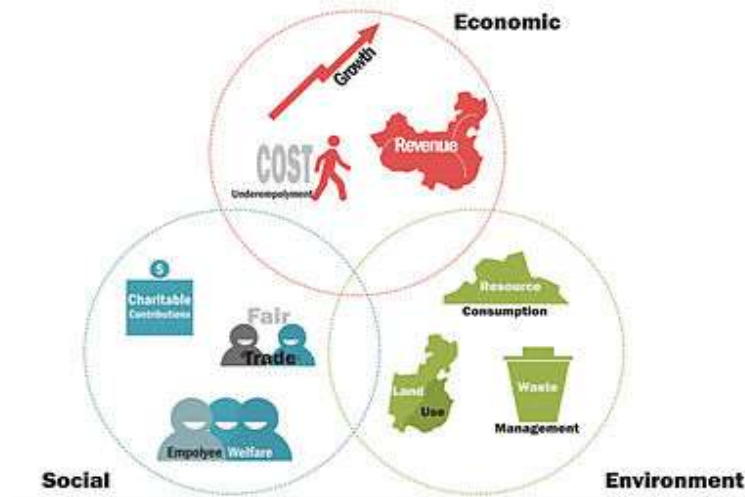 Economic
Growth
Revenue
COST
Underempolyment
$
Charitable
Contributions
Fair
Trade
Empolyee Welfare
Social
Resource
Consumption
Land
Use
Waste
Management
Environment